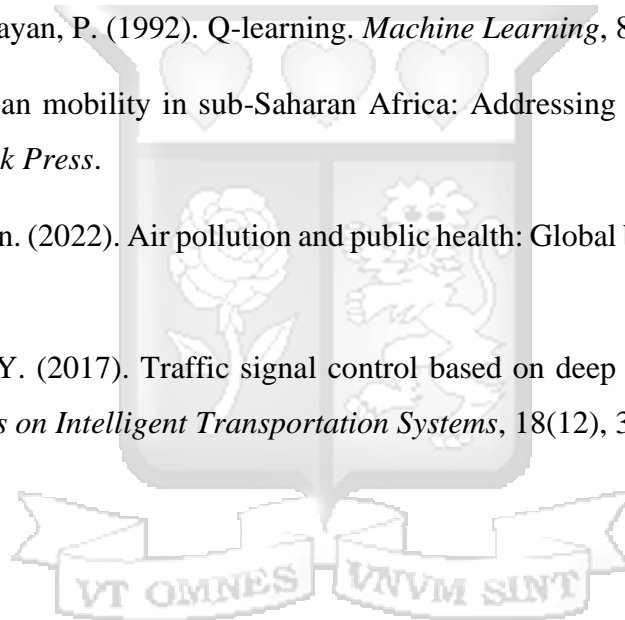 ayan, P. (1992). Q-learning. Machine Learning, 8
an mobility in sub-Saharan Africa: Addressing
k Press.
n. (2022). Air pollution and public health: Global
Y. (2017). Traffic signal control based on deep
s on Intelligent Transportation Systems, 18(12), 3
VT OMNES VNVM SINT